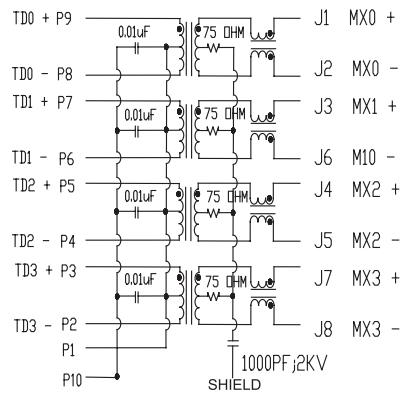 TD0 + P9 J1 MX0 +
0.01uF 75 OHM
TD0 - P8 J2 MX0 -
TD1 + P7 J3 MX1 +
0.01uF 75 OHM
TD1 - P6 J6 M10 -
TD2 + P5 J4 MX2 +
0.01uF 75 OHM
TD2 - P4 J5 MX2 -
TD3 + P3 J7 MX3 +
0.01uF 75 OHM
TD3 - P2 J8 MX3 -
P1
1000PFj2KV
P10
SHIELD